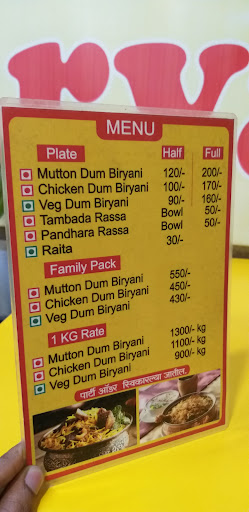 MENU
Plate Half Full
Mutton Dum Biryani 120/- 200/-
Chicken Dum Biryani 100/- 170/-
Veg Dum Biryani 90/- 160/-
Tambada Rassa Bowl 50/-
Pandhara Rassa Bowl 50/-
Raita 30/-
Family Pack
Mutton Dum Biryani 550/-
Chicken Dum Biryani 450/-
Veg Dum Biryani 430/-
1 KG Rate
Mutton Dum Biryani 1300/- kg
Chicken Dum Biryani 1100/- kg
Veg Dum Biryani 900/- kg
पार्टी ऑर्डर स्विकारल्या जातील.